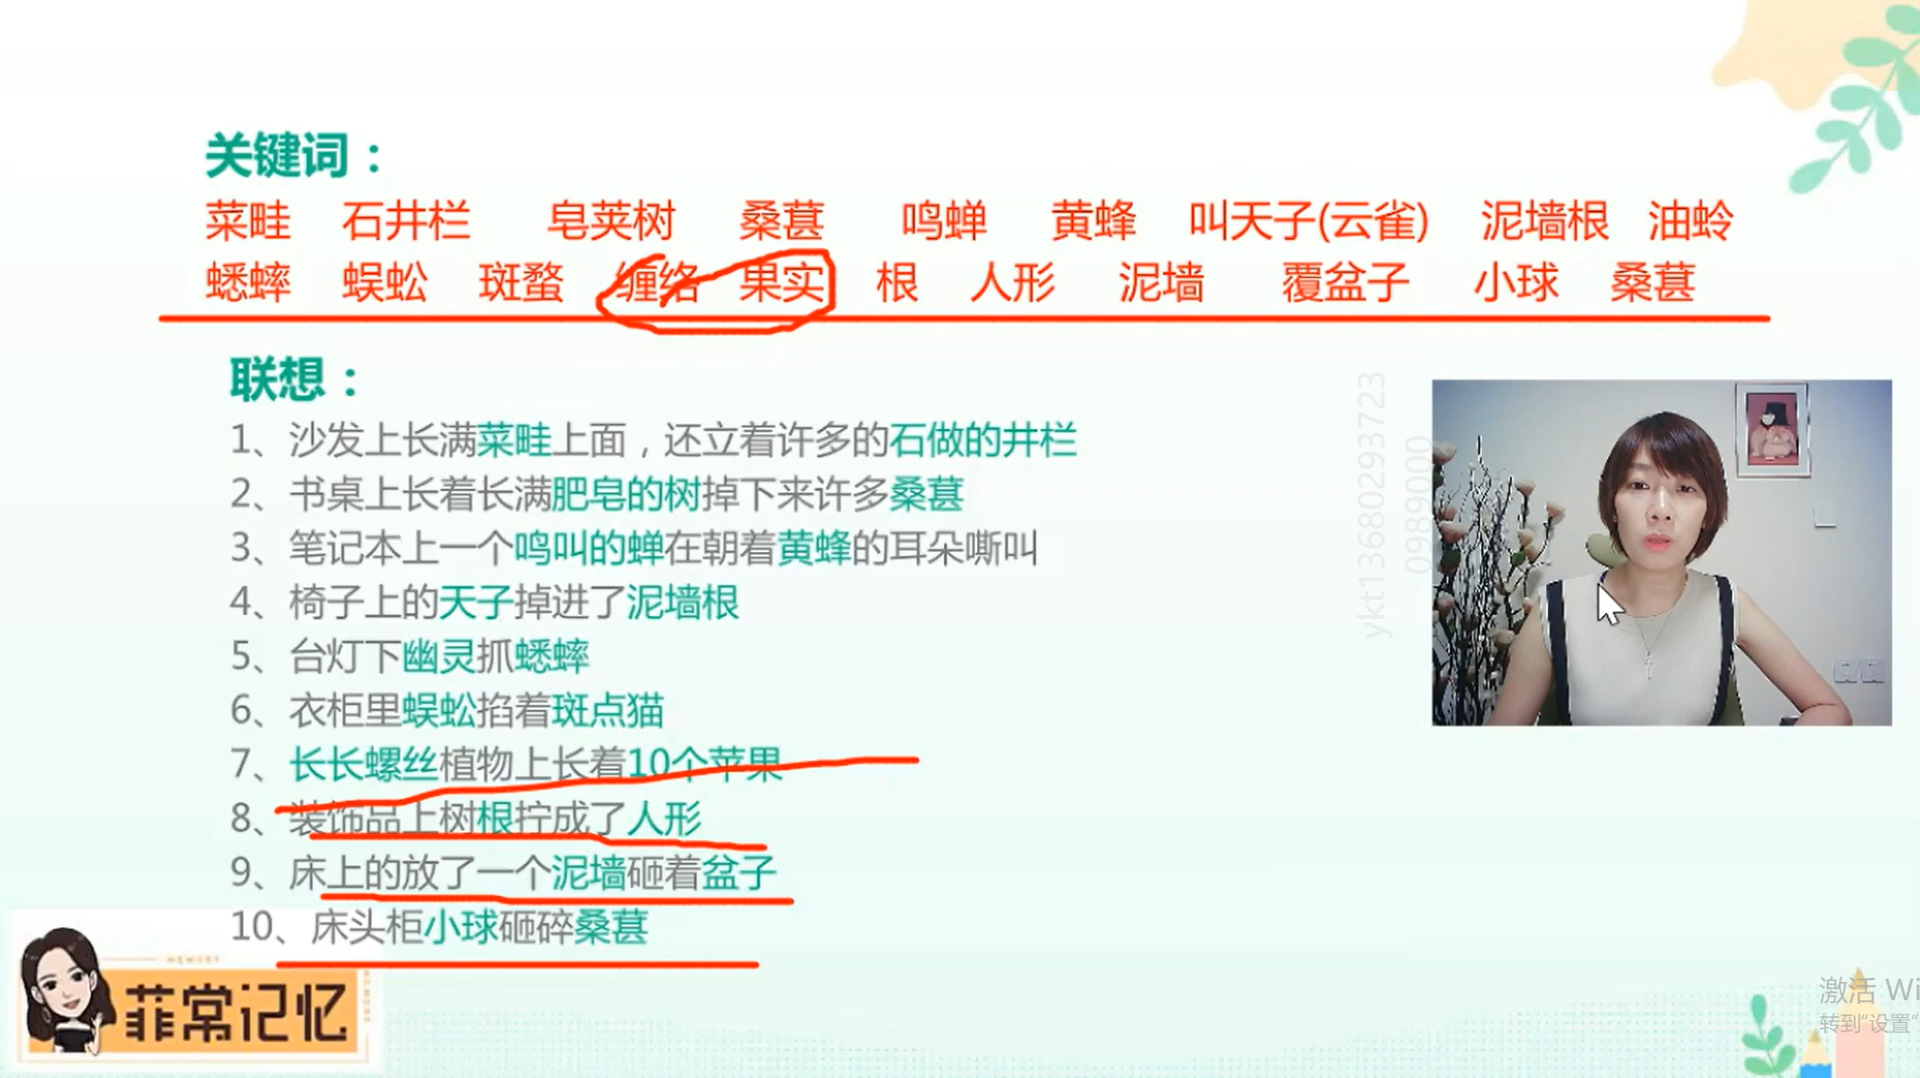 关键词：
菜畦 石井栏 皂荚树 桑葚 鸣蝉 黄蜂 叫天子(云雀) 泥墙根 油蛉
蟋蟀 蜈蚣 斑蝥 缠络 果实 根 人形 泥墙 覆盆子 小球 桑葚
联想：
1、沙发上长满菜畦上面，还立着许多的石做的井栏
2、书桌上长着长满肥皂的树掉下来许多桑葚
3、笔记本上一个鸣叫的蝉在朝着黄蜂的耳朵嘶叫
4、椅子上的天子掉进了泥墙根
5、台灯下幽灵抓蟋蟀
6、衣柜里蜈蚣掐着斑点猫
7、长长螺丝植物上长着10个苹果
8、装饰品上树根拧成了人形
9、床上的放了一个泥墙砸着盆子
10、床头柜小球砸碎桑葚
ykt13680293723
0989000
MEMORY
菲常记忆
激活 Wi
转到"设置"